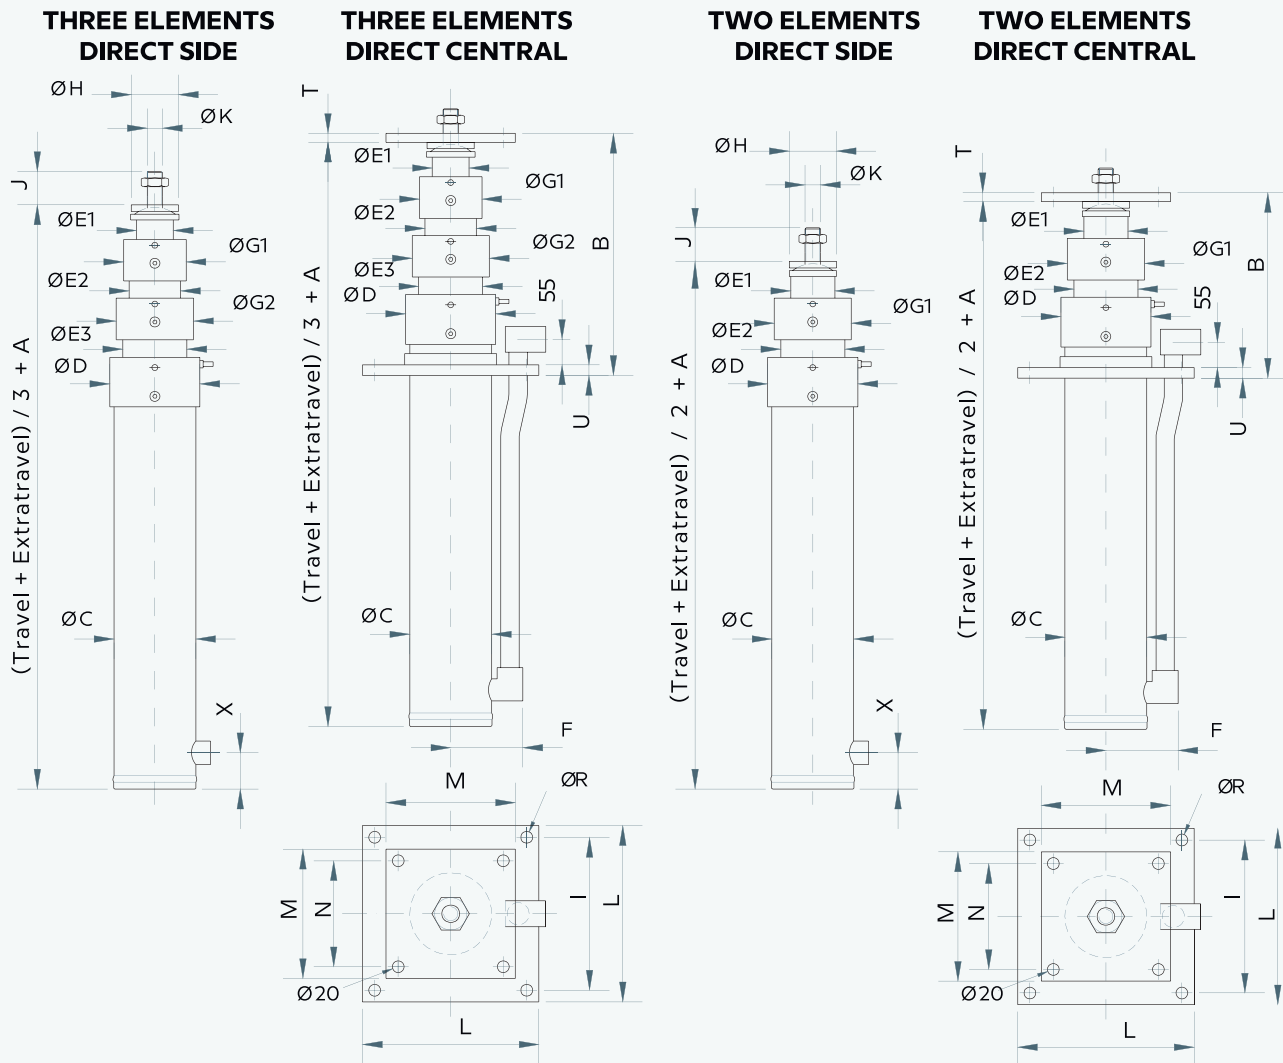 THREE ELEMENTS
DIRECT SIDE
ØH
ØK
J
ØE1
ØG1
ØE2
ØG2
ØE3
ØD
(Travel + Extratravel) / 3 + A
ØC
X
THREE ELEMENTS
DIRECT CENTRAL
T
ØE1
ØG1
ØE2
ØG2
B
ØE3
ØD
55
(Travel + Extratravel) / 3 + A
U
ØC
F
M
ØR
M
N
I
L
Ø20
L
TWO ELEMENTS
DIRECT SIDE
ØH
ØK
J
ØE1
ØG1
ØE2
ØD
(Travel + Extratravel) / 2 + A
ØC
X
TWO ELEMENTS
DIRECT CENTRAL
T
ØE1
ØG1
B
ØE2
ØD
55
(Travel + Extratravel) / 2 + A
U
ØC
F
M
ØR
M
N
I
L
Ø20
L